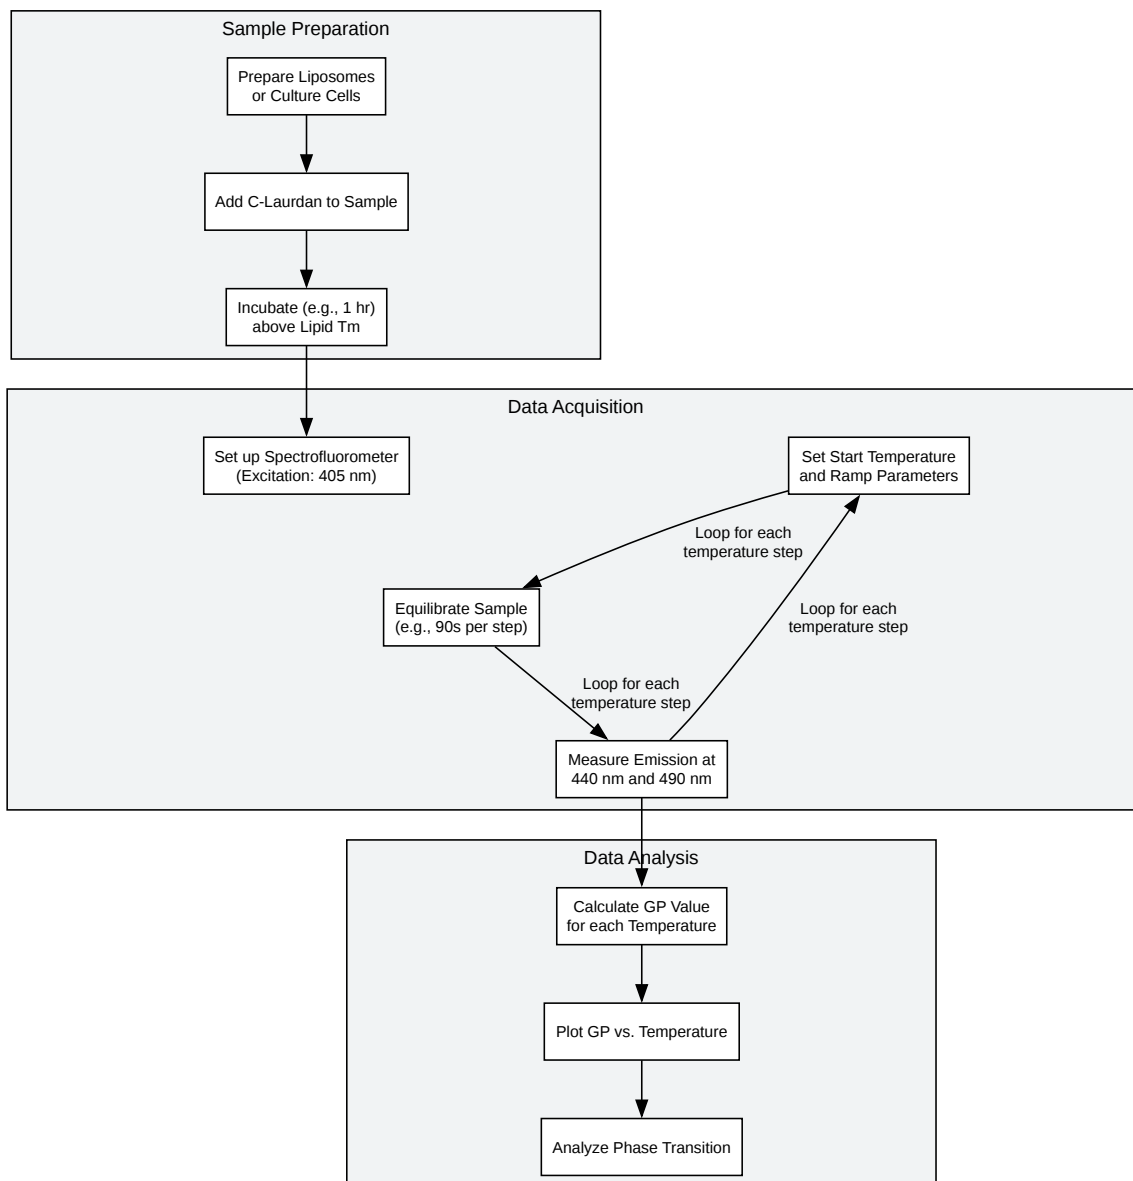 Sample Preparation
Prepare Liposomes
or Culture Cells
Add C-Laurdan to Sample
Incubate (e.g., 1 hr)
above Lipid Tm
Data Acquisition
Set up Spectrofluorometer
(Excitation: 405 nm)
Set Start Temperature
and Ramp Parameters
Loop for each
temperature step
Equilibrate Sample
(e.g., 90s per step)
Loop for each
temperature step
Loop for each
temperature step
Measure Emission at
440 nm and 490 nm
Data Analysis
Calculate GP Value
for each Temperature
Plot GP vs. Temperature
Analyze Phase Transition